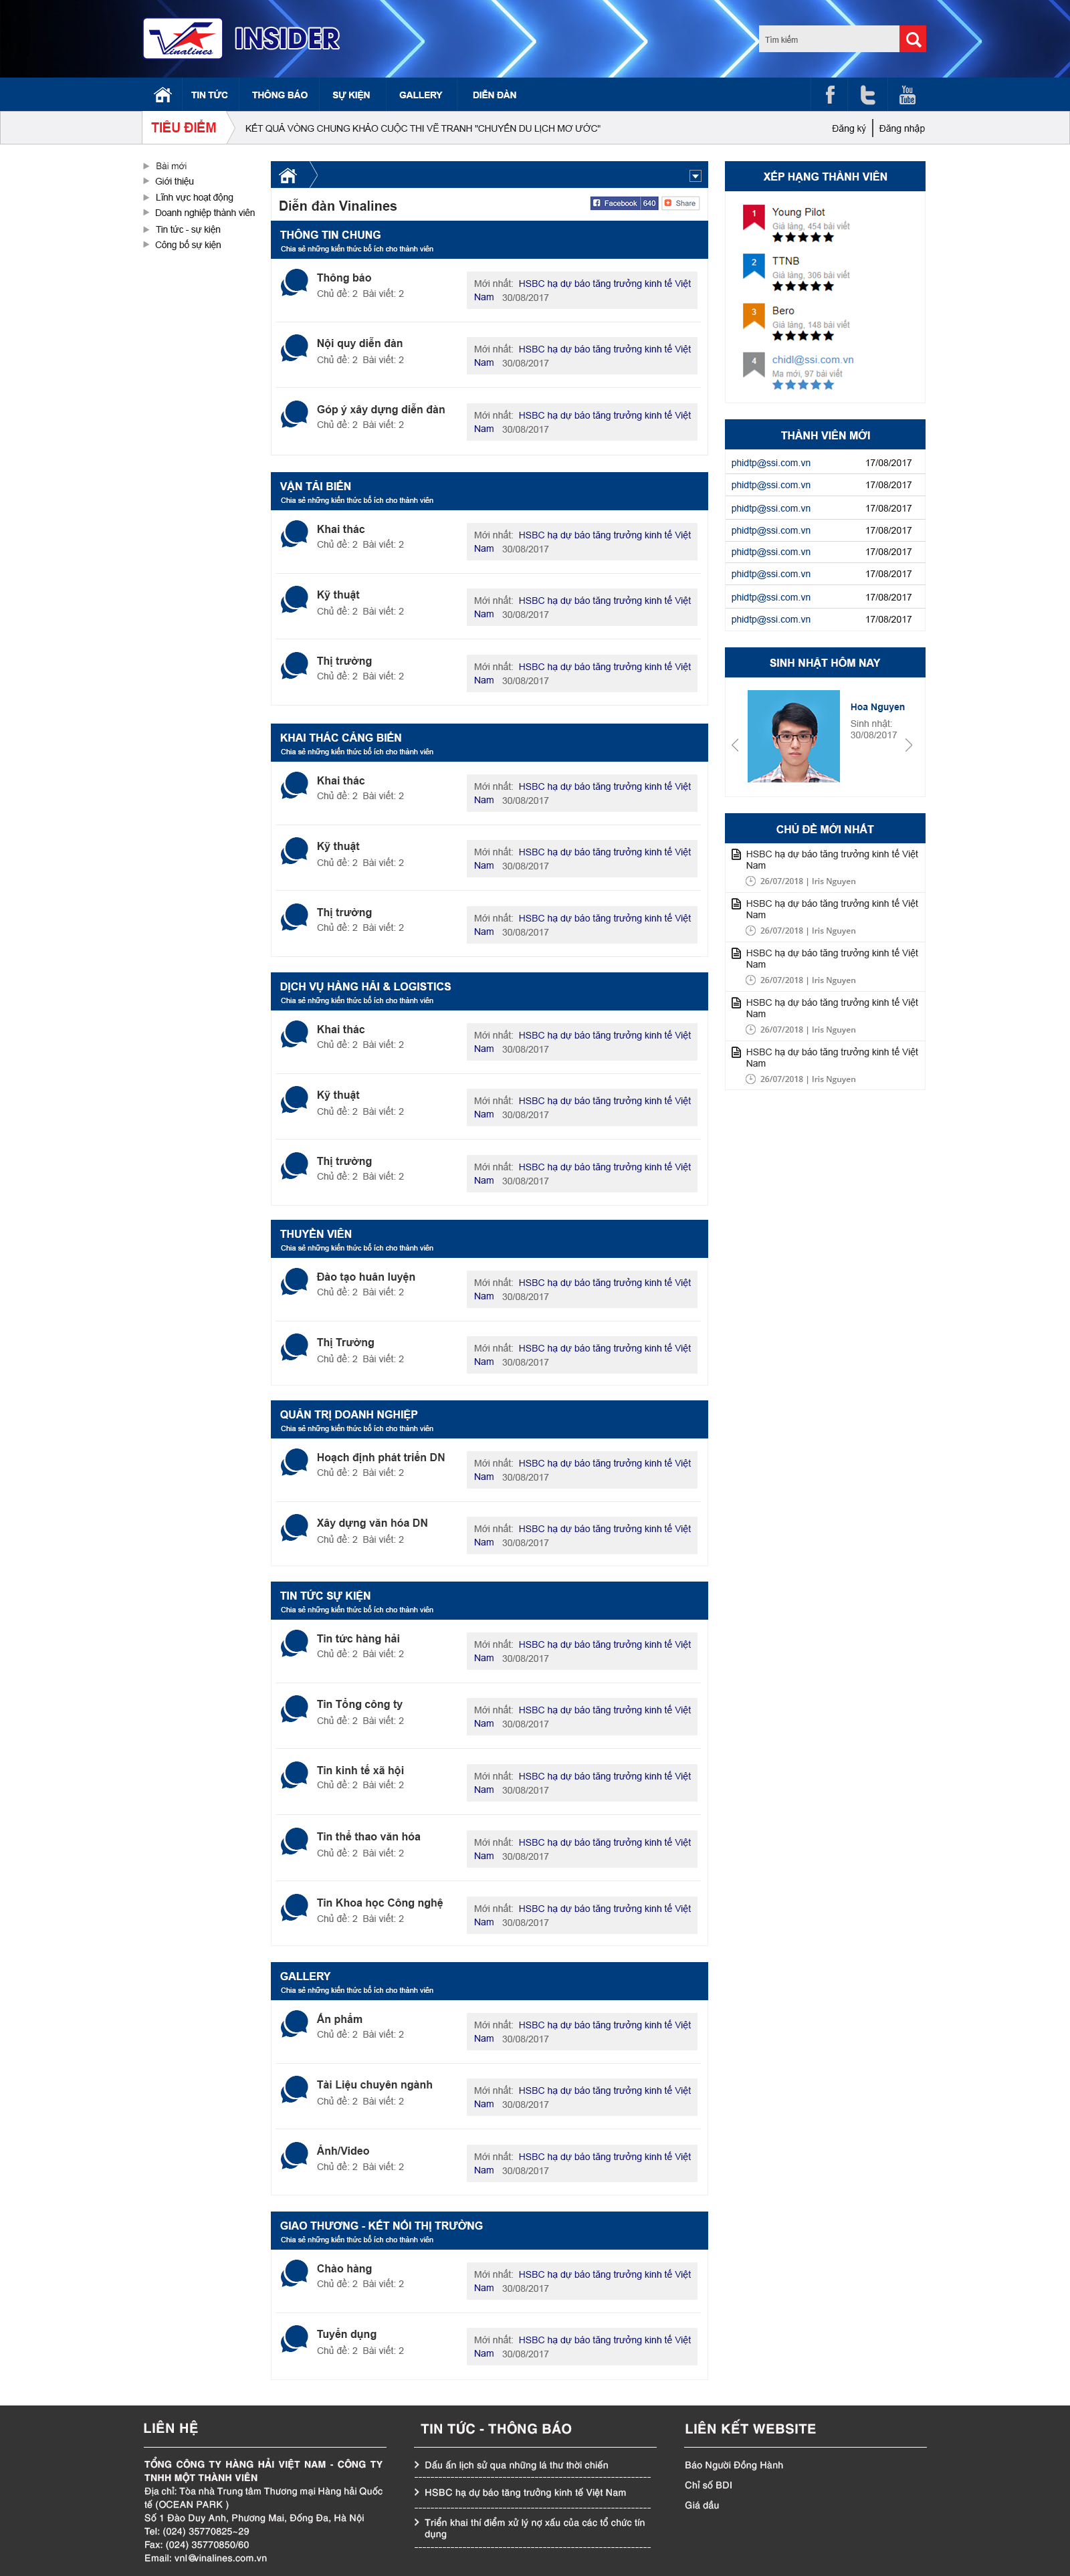 Vinalines INSIDER
Tìm kiếm
TIN TỨC THÔNG BÁO SỰ KIỆN GALLERY DIỄN ĐÀN
You Tube
TIÊU ĐIỂM
KẾT QUẢ VÒNG CHUNG KHẢO CUỘC THI VẼ TRANH "CHUYẾN DU LỊCH MƠ ƯỚC"
Đăng ký Đăng nhập
Bài mới
Giới thiệu
Lĩnh vực hoạt động
Doanh nghiệp thành viên
Tin tức - sự kiện
Công bố sự kiện
Diễn đàn Vinalines
Facebook 640 Share
THÔNG TIN CHUNG
Chia sẻ những kiến thức bổ ích cho thành viên
Thông báo
Chủ đề: 2 Bài viết: 2
Mới nhất: HSBC hạ dự báo tăng trưởng kinh tế Việt
Nam 30/08/2017
Nội quy diễn đàn
Chủ đề: 2 Bài viết: 2
Mới nhất: HSBC hạ dự báo tăng trưởng kinh tế Việt
Nam 30/08/2017
Góp ý xây dựng diễn đàn
Chủ đề: 2 Bài viết: 2
Mới nhất: HSBC hạ dự báo tăng trưởng kinh tế Việt
Nam 30/08/2017
VẬN TẢI BIỂN
Chia sẻ những kiến thức bổ ích cho thành viên
Khai thác
Chủ đề: 2 Bài viết: 2
Mới nhất: HSBC hạ dự báo tăng trưởng kinh tế Việt
Nam 30/08/2017
Kỹ thuật
Chủ đề: 2 Bài viết: 2
Mới nhất: HSBC hạ dự báo tăng trưởng kinh tế Việt
Nam 30/08/2017
Thị trường
Chủ đề: 2 Bài viết: 2
Mới nhất: HSBC hạ dự báo tăng trưởng kinh tế Việt
Nam 30/08/2017
KHAI THÁC CẢNG BIỂN
Chia sẻ những kiến thức bổ ích cho thành viên
Khai thác
Chủ đề: 2 Bài viết: 2
Mới nhất: HSBC hạ dự báo tăng trưởng kinh tế Việt
Nam 30/08/2017
Kỹ thuật
Chủ đề: 2 Bài viết: 2
Mới nhất: HSBC hạ dự báo tăng trưởng kinh tế Việt
Nam 30/08/2017
Thị trường
Chủ đề: 2 Bài viết: 2
Mới nhất: HSBC hạ dự báo tăng trưởng kinh tế Việt
Nam 30/08/2017
DỊCH VỤ HÀNG HẢI & LOGISTICS
Chia sẻ những kiến thức bổ ích cho thành viên
Khai thác
Chủ đề: 2 Bài viết: 2
Mới nhất: HSBC hạ dự báo tăng trưởng kinh tế Việt
Nam 30/08/2017
Kỹ thuật
Chủ đề: 2 Bài viết: 2
Mới nhất: HSBC hạ dự báo tăng trưởng kinh tế Việt
Nam 30/08/2017
Thị trường
Chủ đề: 2 Bài viết: 2
Mới nhất: HSBC hạ dự báo tăng trưởng kinh tế Việt
Nam 30/08/2017
THUYỀN VIÊN
Chia sẻ những kiến thức bổ ích cho thành viên
Đào tạo huân luyện
Chủ đề: 2 Bài viết: 2
Mới nhất: HSBC hạ dự báo tăng trưởng kinh tế Việt
Nam 30/08/2017
Thị Trường
Chủ đề: 2 Bài viết: 2
Mới nhất: HSBC hạ dự báo tăng trưởng kinh tế Việt
Nam 30/08/2017
QUẢN TRỊ DOANH NGHIỆP
Chia sẻ những kiến thức bổ ích cho thành viên
Hoạch định phát triển DN
Chủ đề: 2 Bài viết: 2
Mới nhất: HSBC hạ dự báo tăng trưởng kinh tế Việt
Nam 30/08/2017
Xây dựng văn hóa DN
Chủ đề: 2 Bài viết: 2
Mới nhất: HSBC hạ dự báo tăng trưởng kinh tế Việt
Nam 30/08/2017
TIN TỨC SỰ KIỆN
Chia sẻ những kiến thức bổ ích cho thành viên
Tin tức hàng hải
Chủ đề: 2 Bài viết: 2
Mới nhất: HSBC hạ dự báo tăng trưởng kinh tế Việt
Nam 30/08/2017
Tin Tổng công ty
Chủ đề: 2 Bài viết: 2
Mới nhất: HSBC hạ dự báo tăng trưởng kinh tế Việt
Nam 30/08/2017
Tin kinh tế xã hội
Chủ đề: 2 Bài viết: 2
Mới nhất: HSBC hạ dự báo tăng trưởng kinh tế Việt
Nam 30/08/2017
Tin thể thao văn hóa
Chủ đề: 2 Bài viết: 2
Mới nhất: HSBC hạ dự báo tăng trưởng kinh tế Việt
Nam 30/08/2017
Tin Khoa học Công nghệ
Chủ đề: 2 Bài viết: 2
Mới nhất: HSBC hạ dự báo tăng trưởng kinh tế Việt
Nam 30/08/2017
GALLERY
Chia sẻ những kiến thức bổ ích cho thành viên
Ấn phẩm
Chủ đề: 2 Bài viết: 2
Mới nhất: HSBC hạ dự báo tăng trưởng kinh tế Việt
Nam 30/08/2017
Tài Liệu chuyên ngành
Chủ đề: 2 Bài viết: 2
Mới nhất: HSBC hạ dự báo tăng trưởng kinh tế Việt
Nam 30/08/2017
Ảnh/Video
Chủ đề: 2 Bài viết: 2
Mới nhất: HSBC hạ dự báo tăng trưởng kinh tế Việt
Nam 30/08/2017
GIAO THƯƠNG - KẾT NỐI THỊ TRƯỜNG
Chia sẻ những kiến thức bổ ích cho thành viên
Chào hàng
Chủ đề: 2 Bài viết: 2
Mới nhất: HSBC hạ dự báo tăng trưởng kinh tế Việt
Nam 30/08/2017
Tuyển dụng
Chủ đề: 2 Bài viết: 2
Mới nhất: HSBC hạ dự báo tăng trưởng kinh tế Việt
Nam 30/08/2017
XẾP HẠNG THÀNH VIÊN
1 Young Pilot
Già làng, 454 bài viết
2 TTNB
Già làng, 306 bài viết
3 Bero
Già làng, 148 bài viết
4 chidl@ssi.com.vn
Ma mới, 97 bài viết
THÀNH VIÊN MỚI
phidtp@ssi.com.vn 17/08/2017
phidtp@ssi.com.vn 17/08/2017
phidtp@ssi.com.vn 17/08/2017
phidtp@ssi.com.vn 17/08/2017
phidtp@ssi.com.vn 17/08/2017
phidtp@ssi.com.vn 17/08/2017
phidtp@ssi.com.vn 17/08/2017
phidtp@ssi.com.vn 17/08/2017
SINH NHẬT HÔM NAY
Hoa Nguyen
Sinh nhật:
30/08/2017
CHỦ ĐỀ MỚI NHẤT
HSBC hạ dự báo tăng trưởng kinh tế Việt
Nam
26/07/2018 | Iris Nguyen
HSBC hạ dự báo tăng trưởng kinh tế Việt
Nam
26/07/2018 | Iris Nguyen
HSBC hạ dự báo tăng trưởng kinh tế Việt
Nam
26/07/2018 | Iris Nguyen
HSBC hạ dự báo tăng trưởng kinh tế Việt
Nam
26/07/2018 | Iris Nguyen
HSBC hạ dự báo tăng trưởng kinh tế Việt
Nam
26/07/2018 | Iris Nguyen
LIÊN HỆ
TỔNG CÔNG TY HÀNG HẢI VIỆT NAM - CÔNG TY
TNHH MỘT THÀNH VIÊN
Địa chỉ: Tòa nhà Trung tâm Thương mại Hàng hải Quốc
tế (OCEAN PARK )
Số 1 Đào Duy Anh, Phương Mai, Đống Đa, Hà Nội
Tel: (024) 35770825~29
Fax: (024) 35770850/60
Email: vnl@vinalines.com.vn
TIN TỨC - THÔNG BÁO
Dấu ấn lịch sử qua những lá thư thời chiến
HSBC hạ dự báo tăng trưởng kinh tế Việt Nam
Triển khai thí điểm xử lý nợ xấu của các tổ chức tín
dụng
LIÊN KẾT WEBSITE
Báo Người Đồng Hành
Chỉ số BDI
Giá dầu